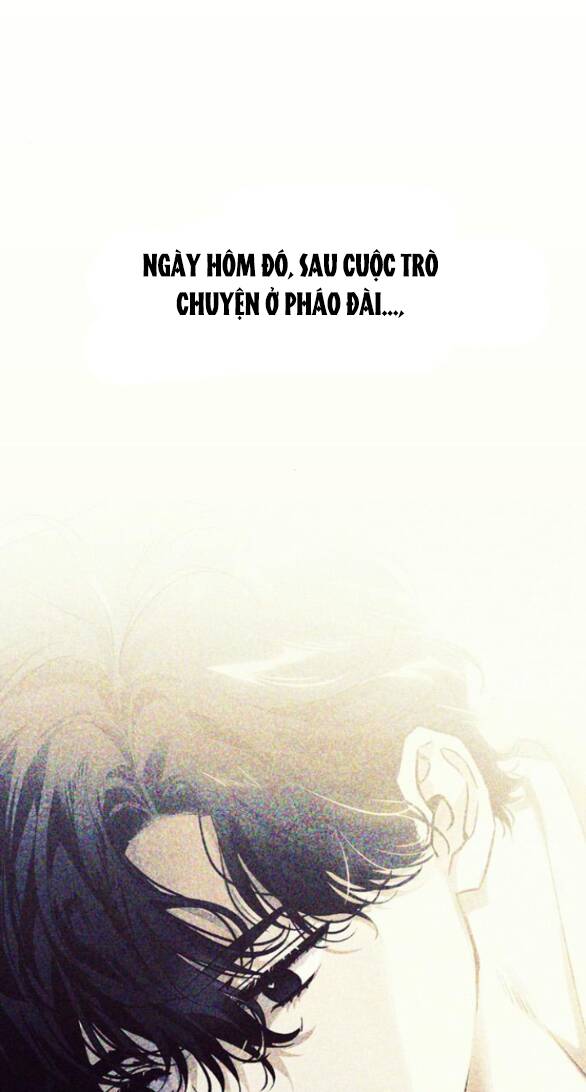 NGÀY HÔM ĐÓ, SAU CUỘC TRÒ
CHUYỆN Ở PHÁO ĐÀI...,